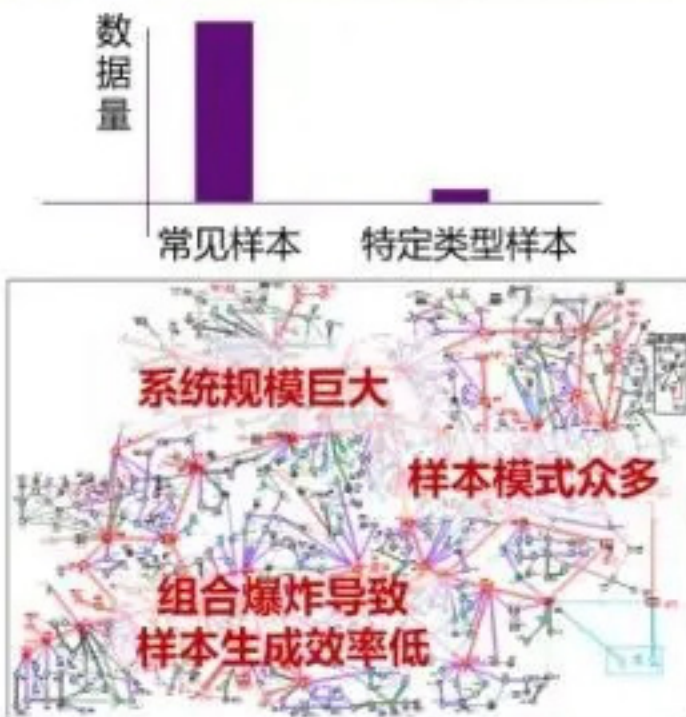 数据量
常见样本
特定类型样本
系统规模巨大
样本模式众多
组合爆炸导致
样本生成效率低